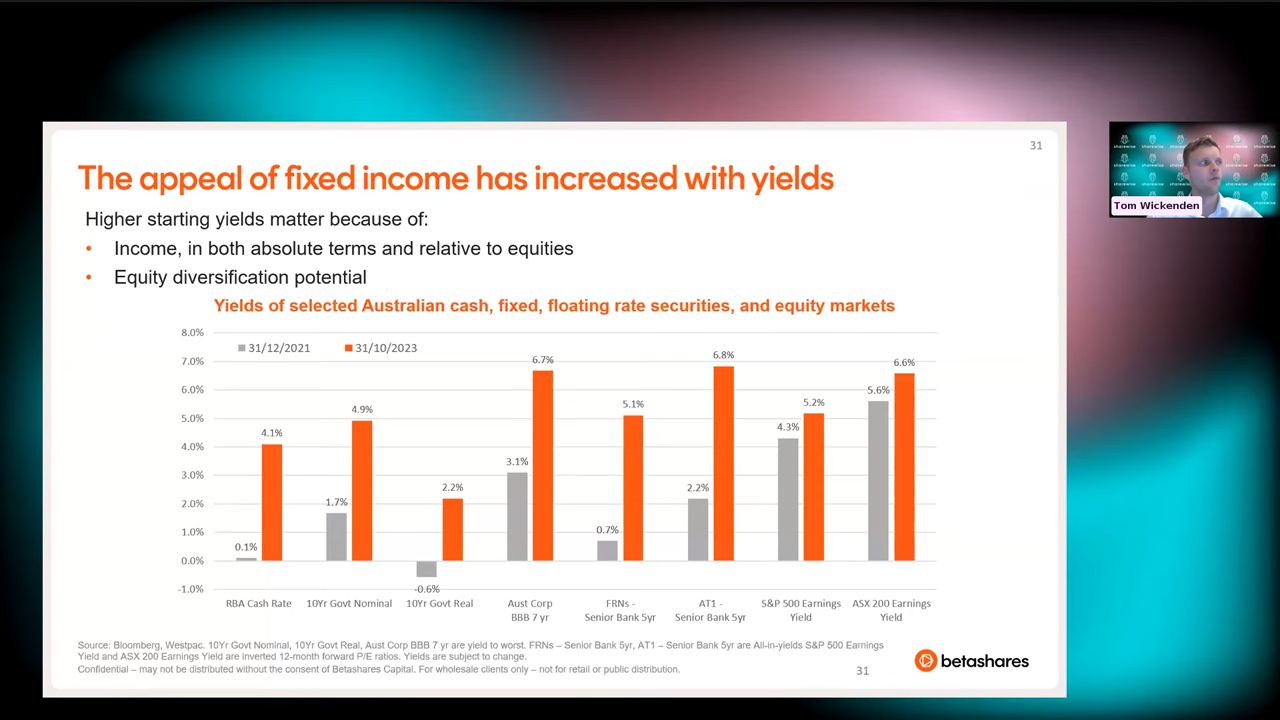 31
The appeal of fixed income has increased with yields
Higher starting yields matter because of:
• Income, in both absolute terms and relative to equities
• Equity diversification potential
Yields of selected Australian cash, fixed, floating rate securities, and equity markets
8.0%
7.0%
6.0%
5.0%
4.0%
3.0%
2.0%
1.0%
0.0%
-1.0%
31/12/2021 31/10/2023
0.1% 4.1%
1.7% 4.9%
-0.6% 2.2%
3.1% 6.7%
0.7% 5.1%
2.2% 6.8%
4.3% 5.2%
5.6% 6.6%
RBA Cash Rate
10Yr Govt Nominal
10Yr Govt Real
Aust Corp
BBB 7 yr
FRNs -
Senior Bank 5yr
AT1 -
Senior Bank 5yr
S&P 500 Earnings
Yield
ASX 200 Earnings
Yield
Source: Bloomberg, Westpac. 10Yr Govt Nominal, 10Yr Govt Real, Aust Corp BBB 7 yr are yield to worst. FRNs – Senior Bank 5yr, AT1 – Senior Bank 5yr are All-in-yields S&P 500 Earnings
Yield and ASX 200 Earnings Yield are inverted 12-month forward P/E ratios. Yields are subject to change.
Confidential – may not be distributed without the consent of Betashares Capital. For wholesale clients only – not for retail or public distribution.
31
betashares
Tom Wickenden